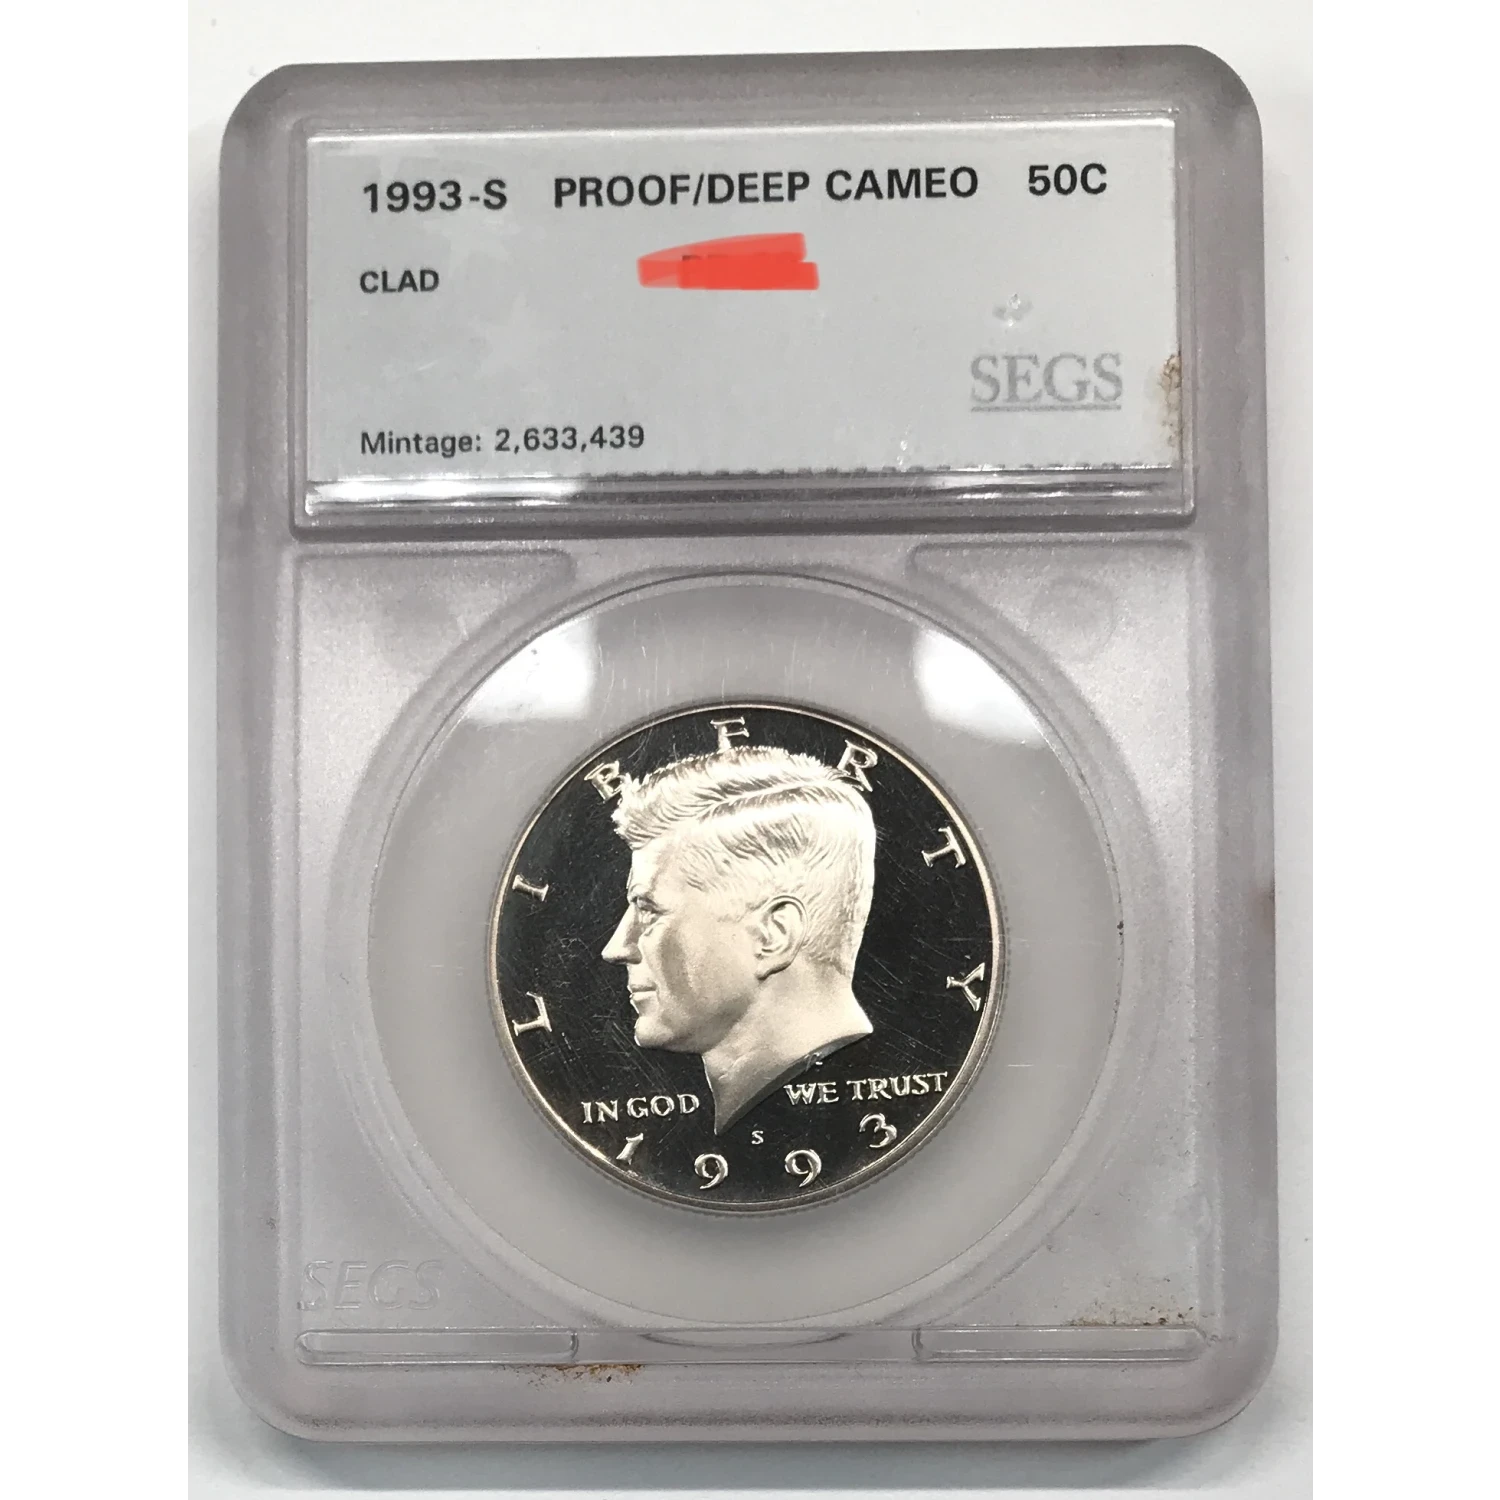 1993-S PROOF/DEEP CAMEO 50C
CLAD
SEGS
Mintage: 2,633,439
LIBERTY
IN GOD WE TRUST
S
1993
SEGS